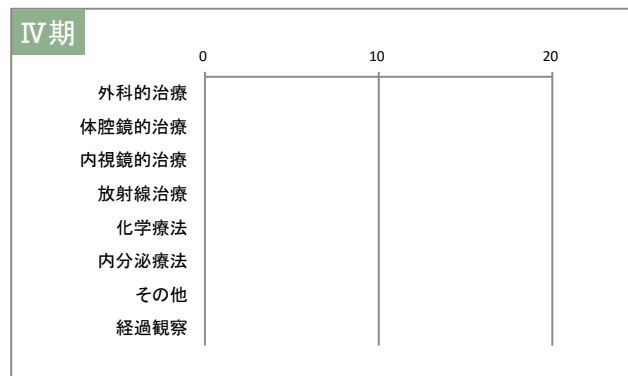 Ⅳ期
0 10 20
外科的治療
体腔鏡的治療
内視鏡的治療
放射線治療
化学療法
内分泌療法
その他
経過観察